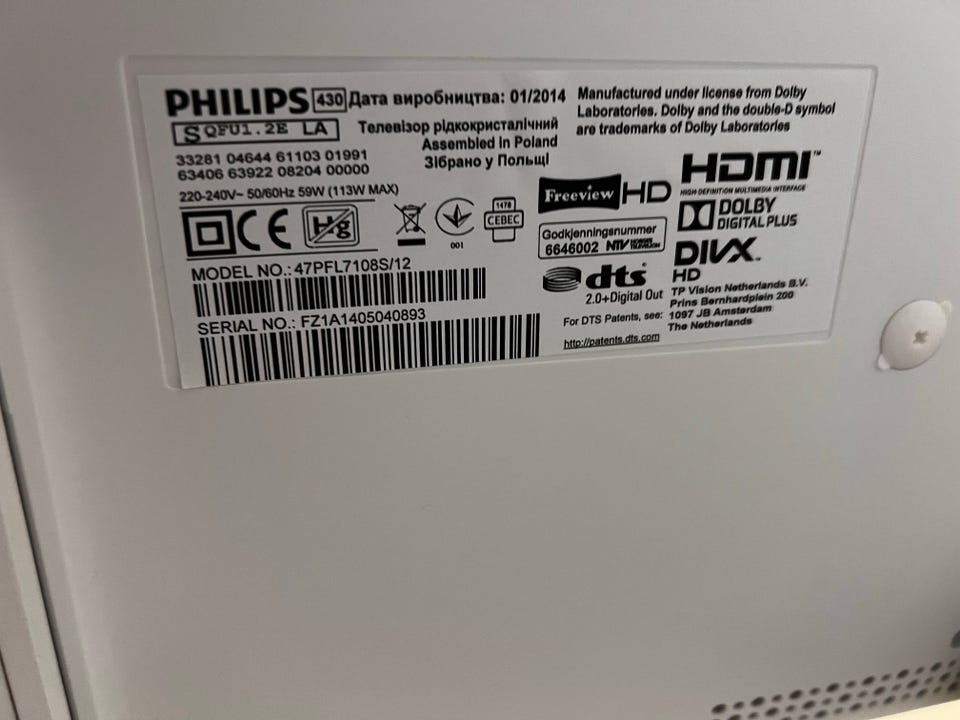 PHILIPS 430 Дата виробництва: 01/2014
SQFU1.2E LA
Телевізор рідкокристалічний
Assembled in Poland
Зібрано у Польщі
33281 04644 61103 01991
63406 63922 08204 00000
220-240V~ 50/60Hz 59W (113W MAX)
CE
Hg
001
1478
CEBEC
MODEL NO.: 47PFL7108S/12
SERIAL NO.: FZ1A1405040893
Manufactured under license from Dolby
Laboratories. Dolby and the double-D symbol
are trademarks of Dolby Laboratories
Freeview HD
Godkjenningsnummer
6646002 NTV
dts
2.0+Digital Out
For DTS Patents, see:
http://patents.dts.com
HDMI™
HIGH-DEFINITION MULTIMEDIA INTERFACE
DOLBY
DIGITAL PLUS
DIVX™
HD
TP Vision Netherlands B.V.
Prins Bernhardplein 200
1097 JB Amsterdam
The Netherlands